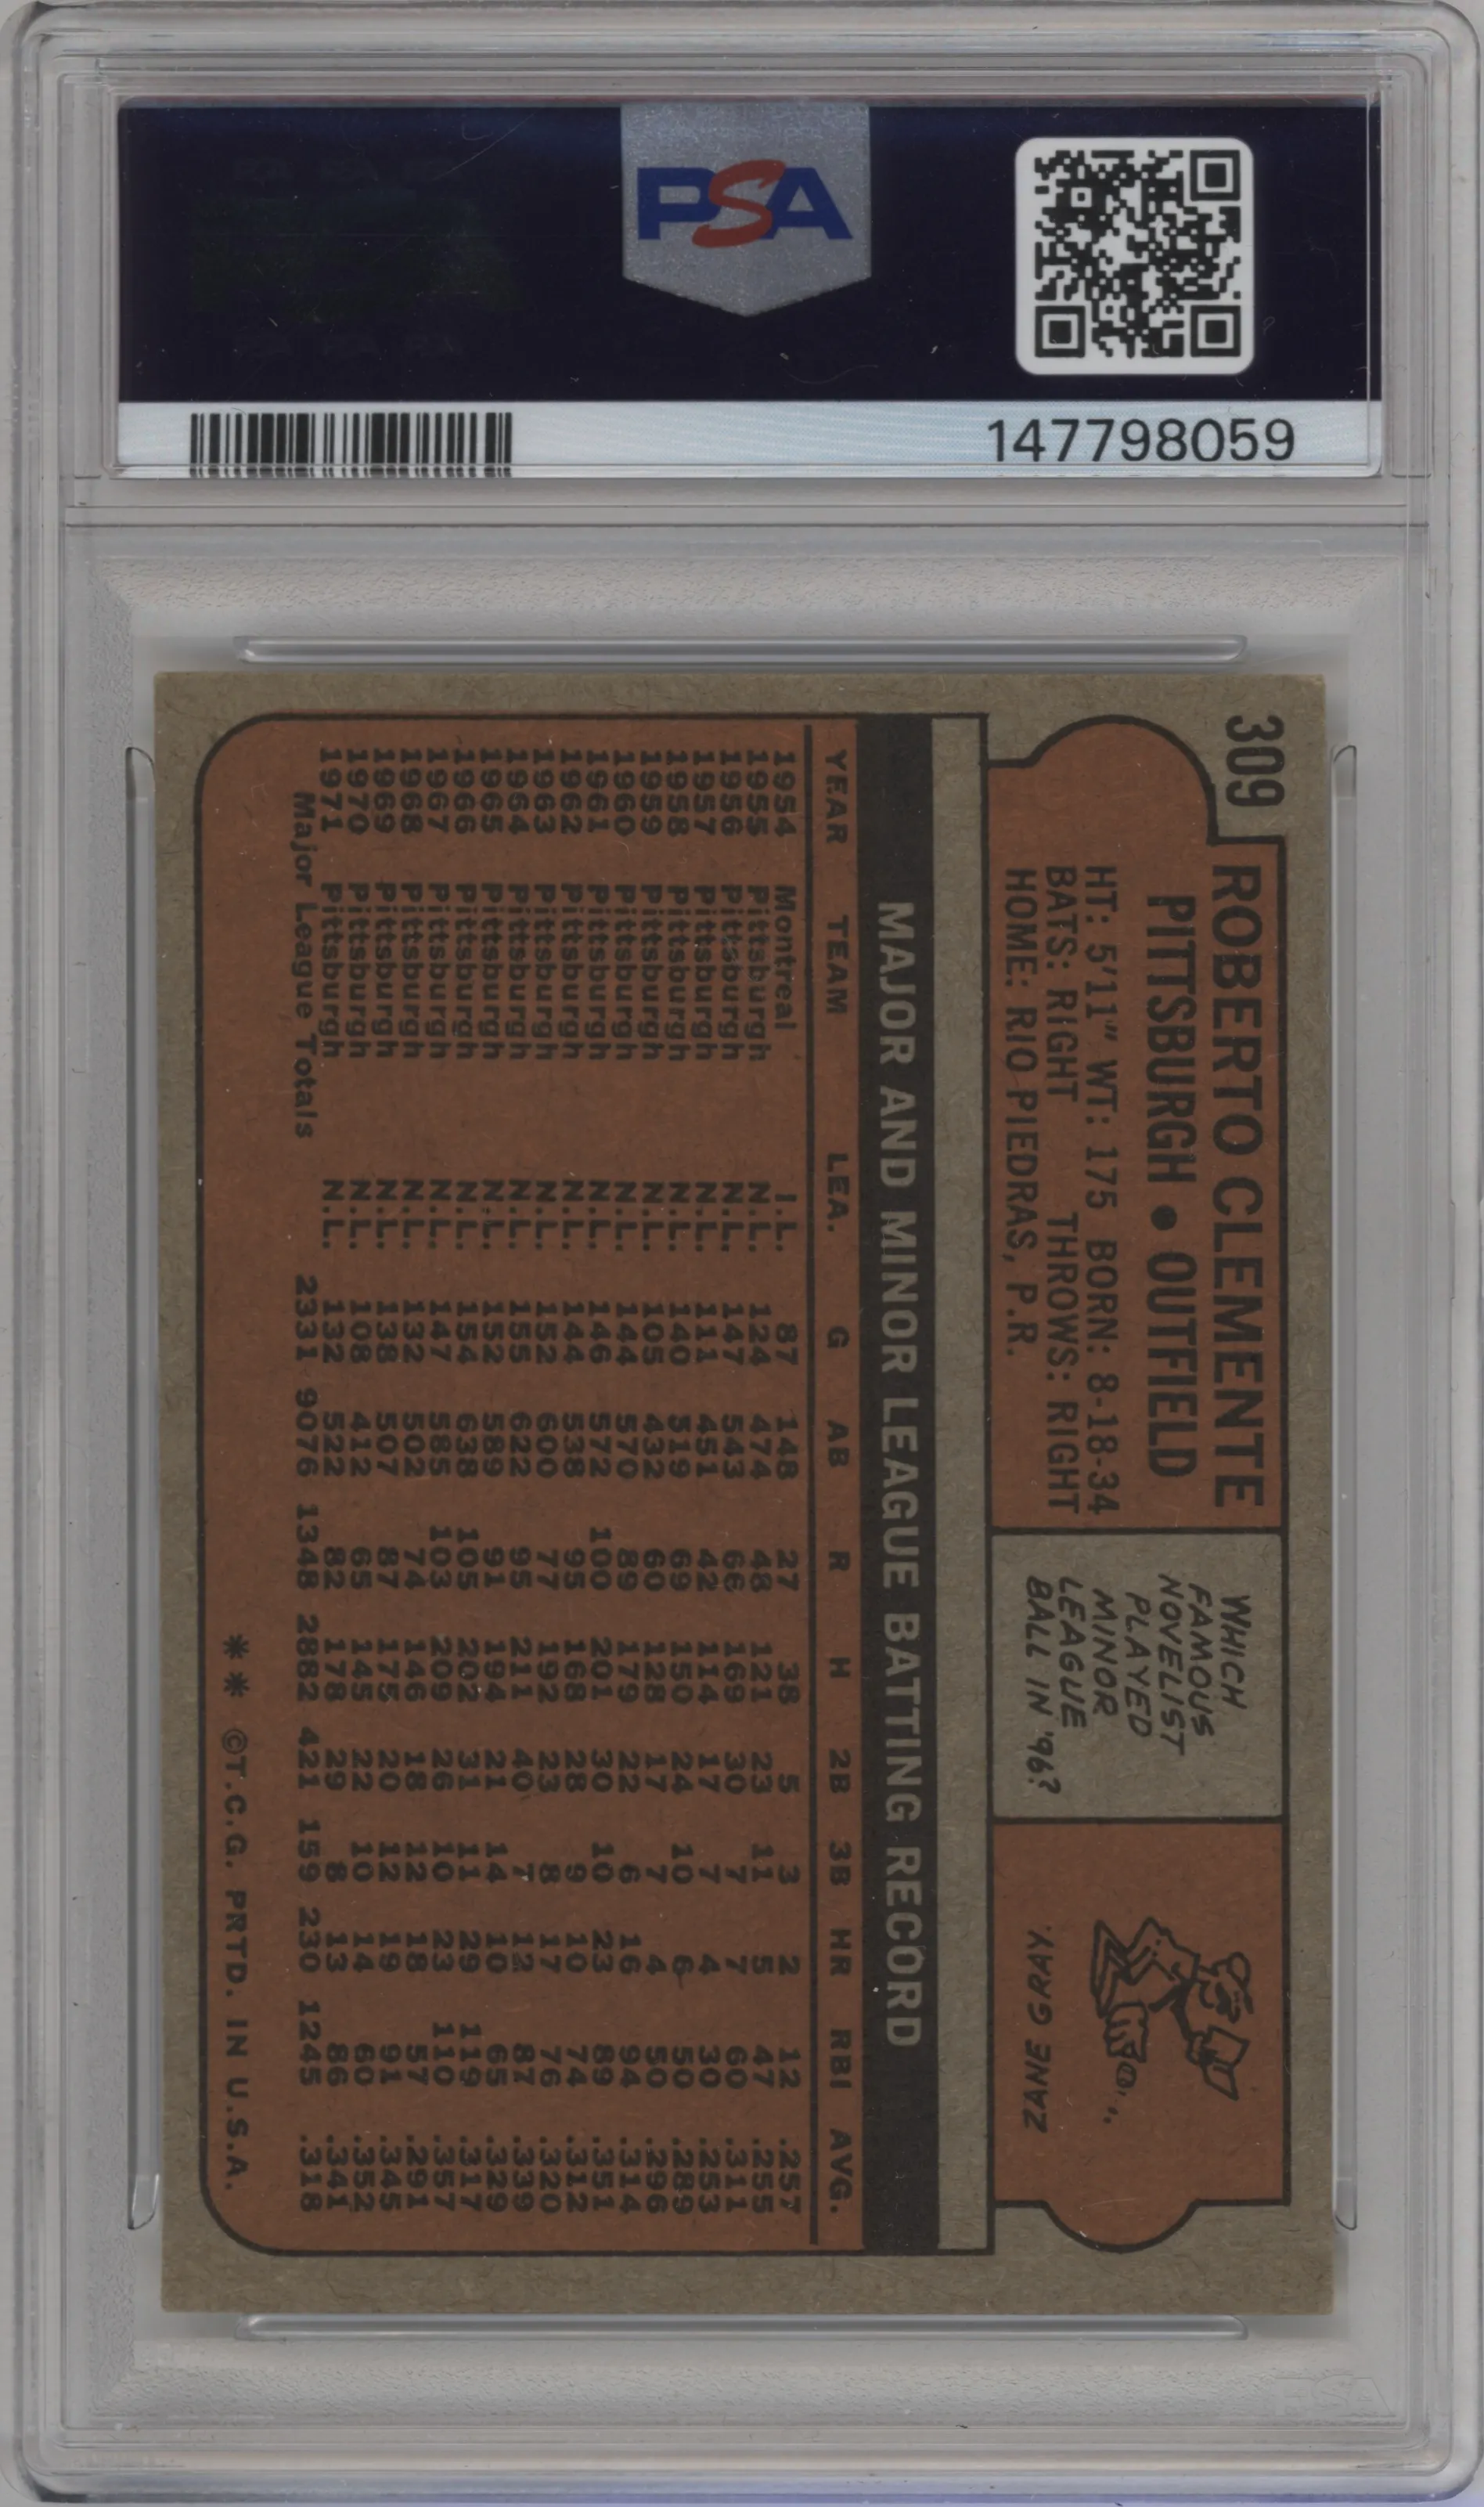 PSA
147798059
309
ROBERTO CLEMENTE
PITTSBURGH • OUTFIELD
HT: 5'11" WT: 175 BORN: 8-18-34
BATS: RIGHT THROWS: RIGHT
HOME: RIO PIEDRAS, P.R.
WHICH
FAMOUS
NOVELIST
PLAYED
MINOR
LEAGUE
BALL IN '96?
ZANE GRAY.
MAJOR AND MINOR LEAGUE BATTING RECORD
YEAR TEAM LEA. G AB R H 2B 3B HR RBI AVG.
1954 Montreal I.L. 87 148 27 38 5 3 2 12 .257
1955 Pittsburgh N.L. 124 474 48 121 23 11 5 47 .255
1956 Pittsburgh N.L. 147 543 66 169 30 7 7 60 .311
1957 Pittsburgh N.L. 111 451 42 114 17 7 4 30 .253
1958 Pittsburgh N.L. 140 519 69 150 24 10 6 50 .289
1959 Pittsburgh N.L. 105 432 60 128 17 7 4 50 .296
1960 Pittsburgh N.L. 144 570 89 179 22 6 16 94 .314
1961 Pittsburgh N.L. 146 572 100 201 30 10 23 89 .351
1962 Pittsburgh N.L. 144 538 95 168 28 9 10 74 .312
1963 Pittsburgh N.L. 152 600 77 192 23 8 17 76 .320
1964 Pittsburgh N.L. 155 622 95 211 40 7 12 87 .339
1965 Pittsburgh N.L. 152 589 91 194 21 14 10 65 .329
1966 Pittsburgh N.L. 154 638 105 202 31 11 29 119 .317
1967 Pittsburgh N.L. 147 585 103 209 26 10 23 110 .357
1968 Pittsburgh N.L. 132 502 74 146 18 12 18 57 .291
1969 Pittsburgh N.L. 138 507 87 175 20 12 19 91 .345
1970 Pittsburgh N.L. 108 412 65 145 22 10 14 60 .352
1971 Pittsburgh N.L. 132 522 82 178 29 8 13 86 .341
Major League Totals 2331 9076 1348 2882 421 159 230 1245 .318
** ©T.C.G. PRTD. IN U.S.A.
PSA